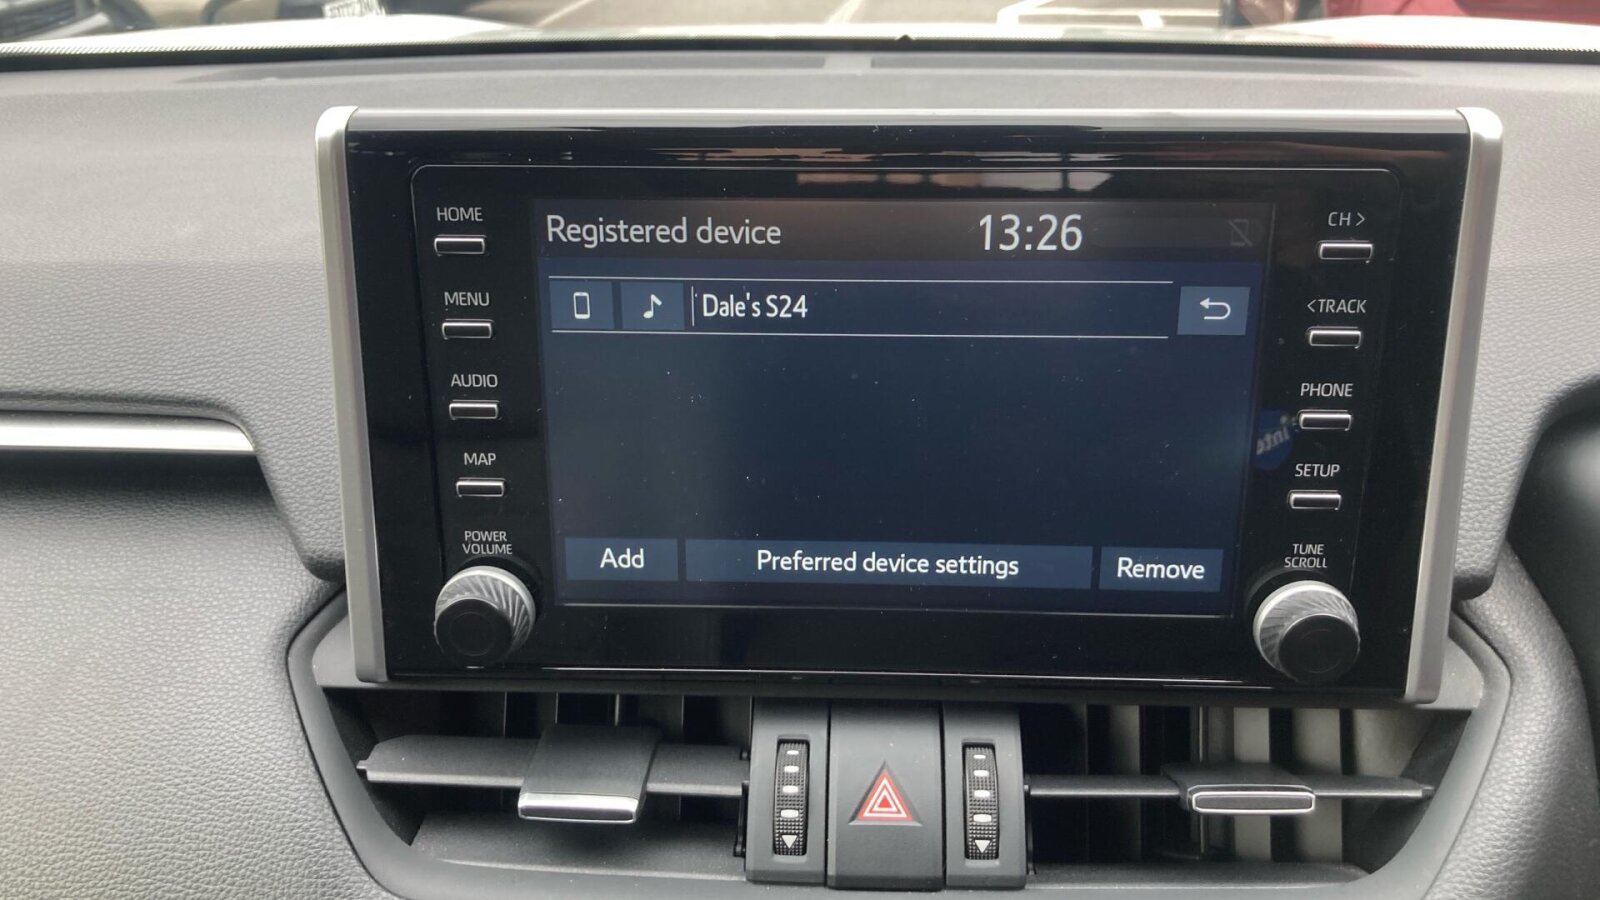 HOME
MENU
AUDIO
MAP
POWER
VOLUME
Registered device 13:26
Dale's S24
Add Preferred device settings Remove
CH >
<TRACK
PHONE
SETUP
TUNE
SCROLL